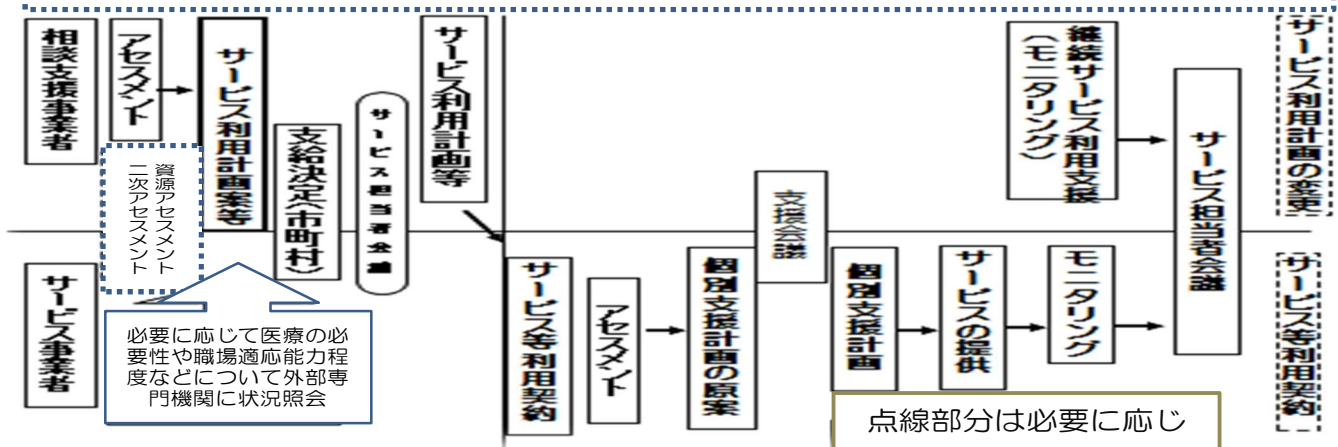 相談支援事業者
アセスメント
サービス利用計画案等
支給決定(市町村)
サービス担当者会議
サービス利用計画等
継続サービス利用支援
(モニタリング)
サービス担当者会議
サービス利用計画の変更
二次アセスメント
資源アセスメント
支援会議
サービス事業者
必要に応じて医療の必
要性や職場適応能力程
度などについて外部専
門機関に状況照会
サービス等利用契約
アセスメント
個別支援計画の原案
個別支援計画
サービスの提供
モニタリング
サービス等利用契約
点線部分は必要に応じ